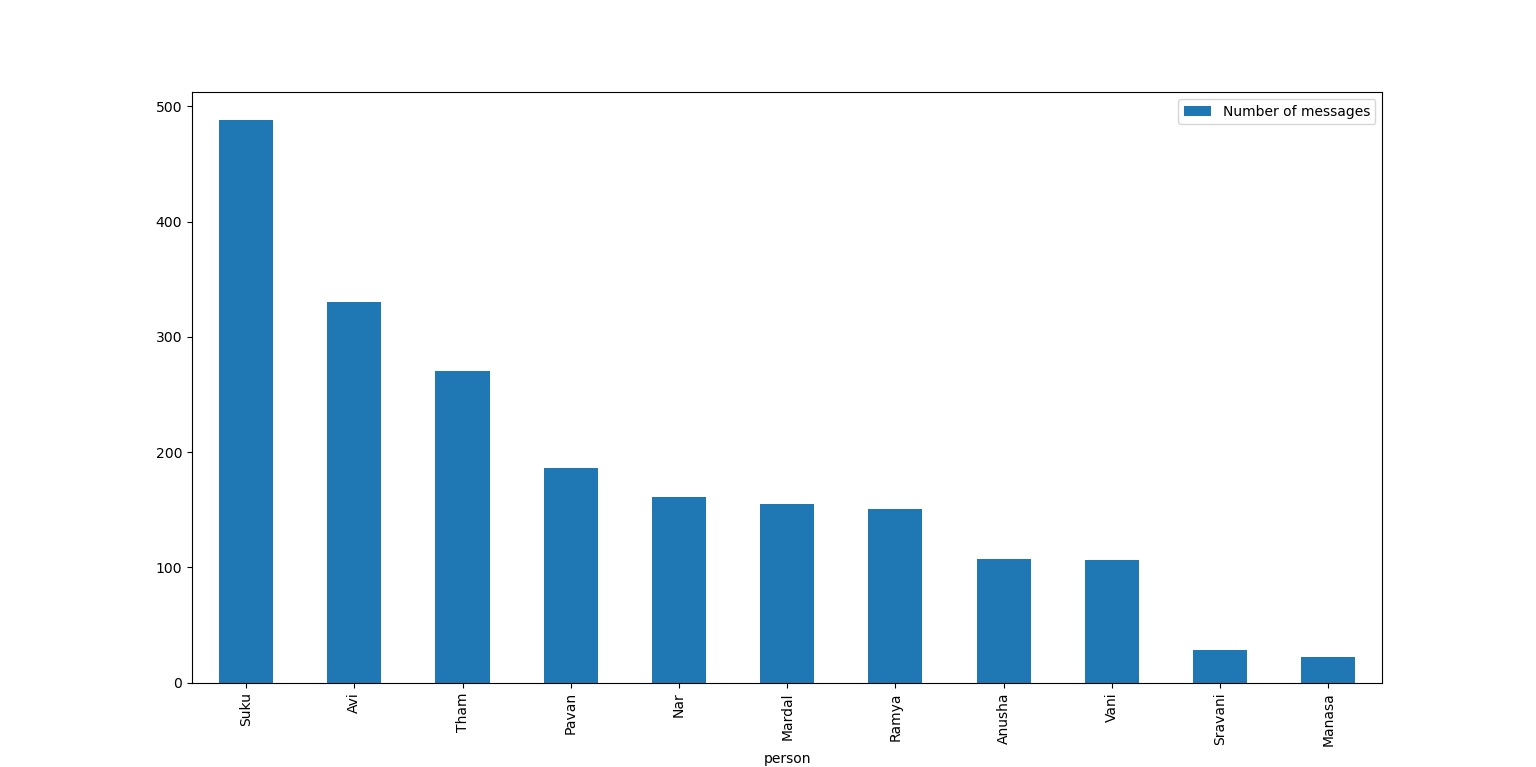 Number of messages
500
400
300
200
100
0
Suku
Avi
Tham
Pavan
Nar
Mardal
Ramya
Anusha
Vani
Sravani
Manasa
person